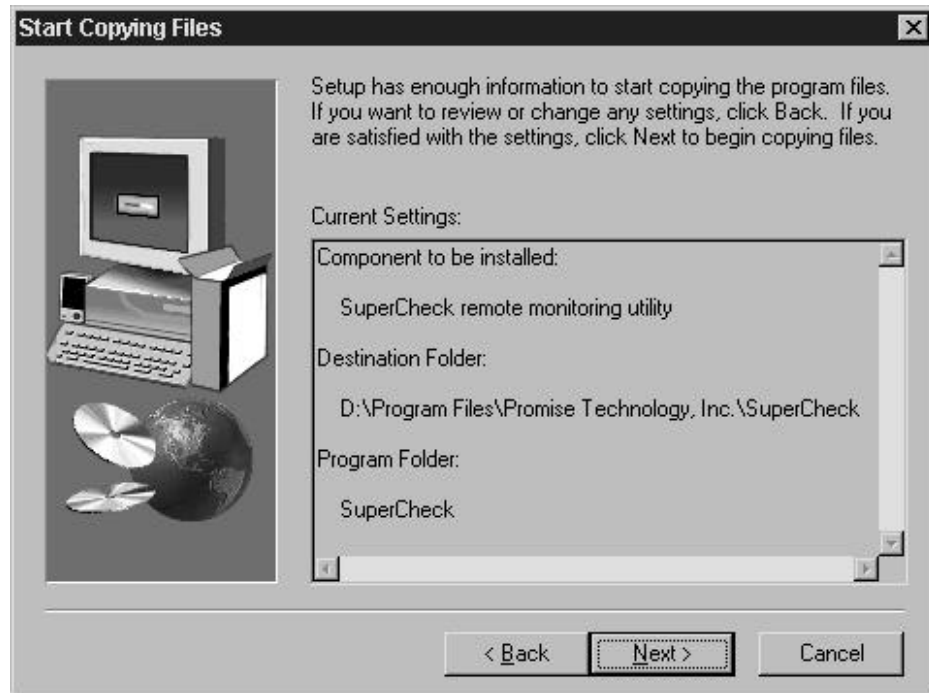 Start Copying Files
Setup has enough information to start copying the program files.
If you want to review or change any settings, click Back. If you
are satisfied with the settings, click Next to begin copying files.
Current Settings:
Component to be installed:
SuperCheck remote monitoring utility
Destination Folder:
D:\Program Files\Promise Technology, Inc.\SuperCheck
Program Folder:
SuperCheck
< Back
Next >
Cancel